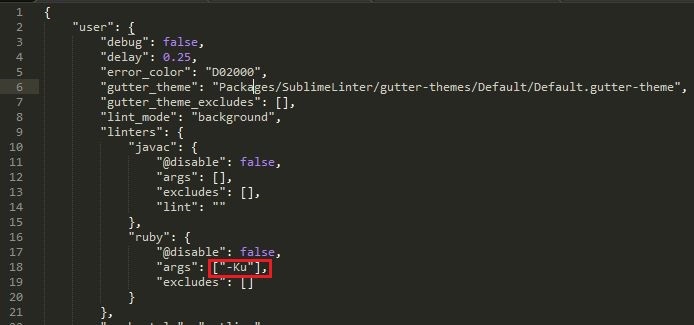 1 {
2     "user": {
3         "debug": false,
4         "delay": 0.25,
5         "error_color": "D02000",
6         "gutter_theme": "Packages/SublimeLinter/gutter-themes/Default/Default.gutter-theme",
7         "gutter_theme_excludes": [],
8         "lint_mode": "background",
9         "linters": {
10             "javac": {
11                 "@disable": false,
12                 "args": [],
13                 "excludes": [],
14                 "lint": ""
15             },
16             "ruby": {
17                 "@disable": false,
18                 "args": ["-Ku"],
19                 "excludes": []
20             }
21         },